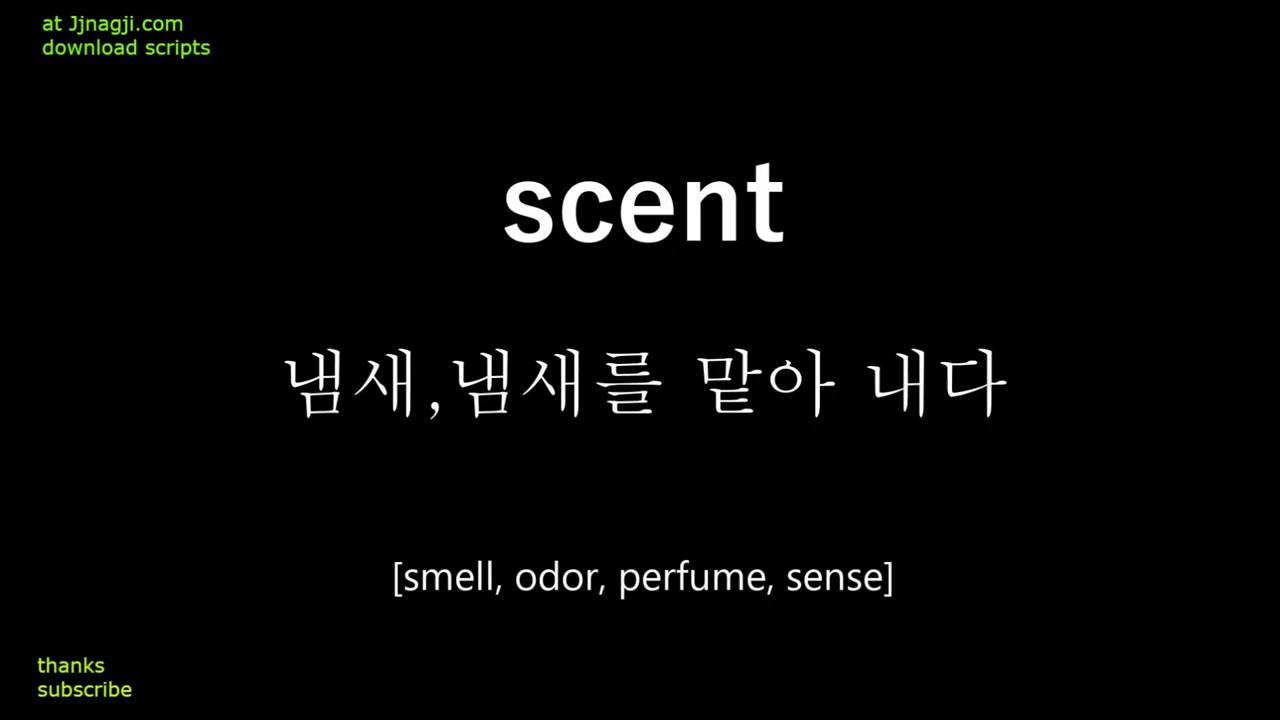 at Jjnagji.com
download scripts
scent
냄새,냄새를 맡아 내다
[smell, odor, perfume, sense]
thanks
subscribe